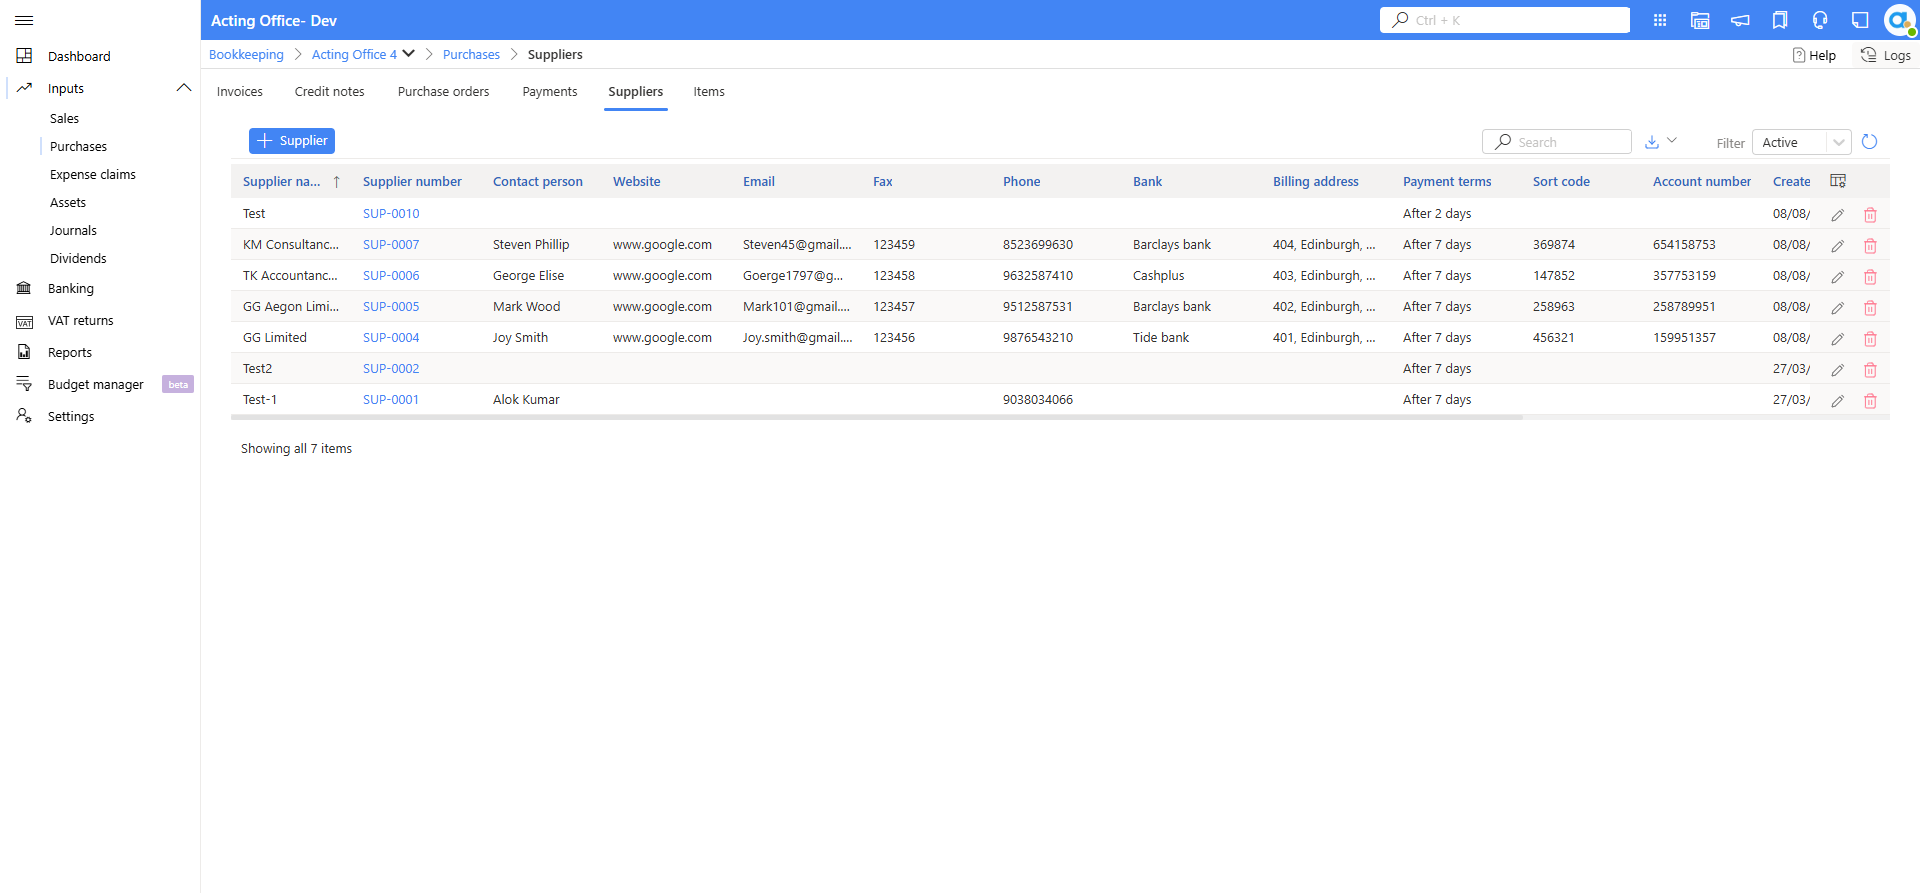 Acting Office- Dev
Ctrl + K
Bookkeeping Acting Office 4 Purchases Suppliers
Help Logs
Dashboard
Inputs
Sales
Purchases
Expense claims
Assets
Journals
Dividends
Banking
VAT returns
Reports
Budget manager beta
Settings
Invoices Credit notes Purchase orders Payments Suppliers Items
Supplier Search Filter Active
Supplier na... Supplier number Contact person Website Email Fax Phone Bank Billing address Payment terms Sort code Account number Create
Test SUP-0010 After 2 days 08/08/
KM Consultanc... SUP-0007 Steven Phillip www.google.com Steven45@gmail.... 123459 8523699630 Barclays bank 404, Edinburgh, ... After 7 days 369874 654158753 08/08/
TK Accountanc... SUP-0006 George Elise www.google.com Goerge1797@g... 123458 9632587410 Cashplus 403, Edinburgh, ... After 7 days 147852 357753159 08/08/
GG Aegon Limi... SUP-0005 Mark Wood www.google.com Mark101@gmail.... 123457 9512587531 Barclays bank 402, Edinburgh, ... After 7 days 258963 258789951 08/08/
GG Limited SUP-0004 Joy Smith www.google.com Joy.smith@gmail.... 123456 9876543210 Tide bank 401, Edinburgh, ... After 7 days 456321 159951357 08/08/
Test2 SUP-0002 After 7 days 27/03/
Test-1 SUP-0001 Alok Kumar 9038034066 After 7 days 27/03/
Showing all 7 items